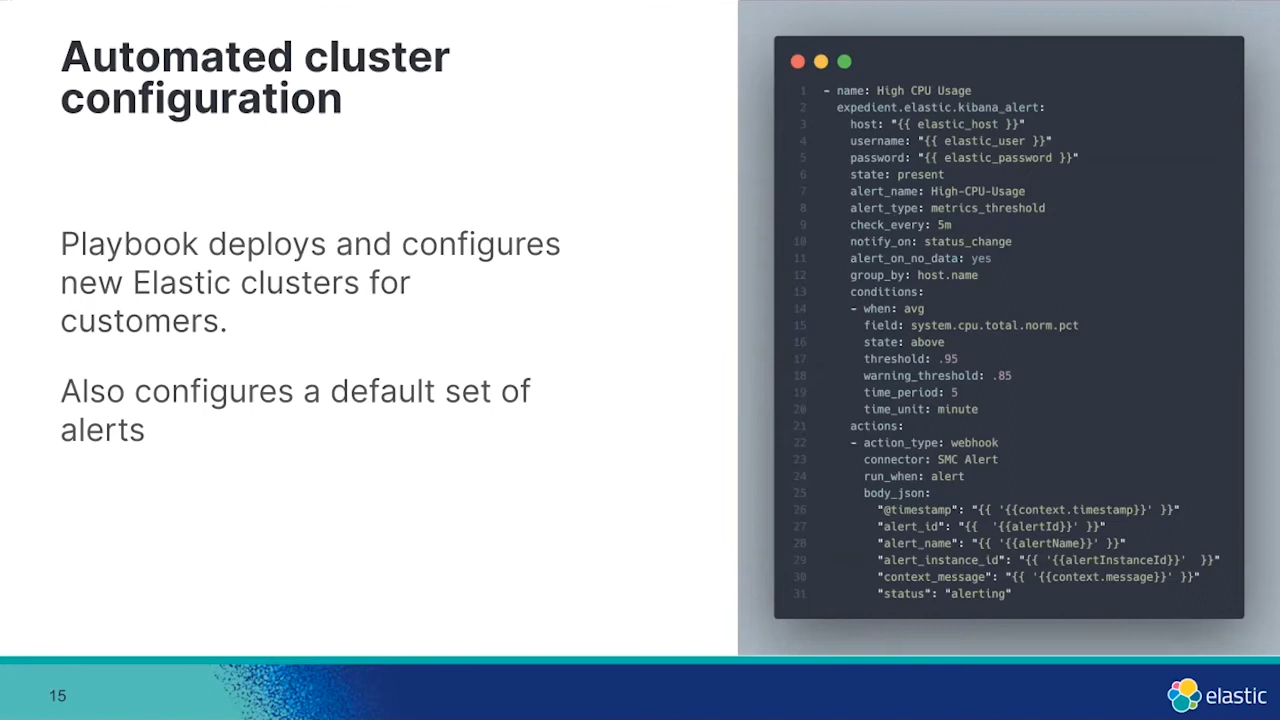 Automated cluster
configuration
Playbook deploys and configures
new Elastic clusters for
customers.
Also configures a default set of
alerts
1 - name: High CPU Usage
2 expedient.elastic.kibana_alert:
3 host: "{{ elastic_host }}"
4 username: "{{ elastic_user }}"
5 password: "{{ elastic_password }}"
6 state: present
7 alert_name: High-CPU-Usage
8 alert_type: metrics_threshold
9 check_every: 5m
10 notify_on: status_change
11 alert_on_no_data: yes
12 group_by: host.name
13 conditions:
14 - when: avg
15 field: system.cpu.total.norm.pct
16 state: above
17 threshold: .95
18 warning_threshold: .85
19 time_period: 5
20 time_unit: minute
21 actions:
22 - action_type: webhook
23 connector: SMC Alert
24 run_when: alert
25 body_json:
26 "@timestamp": "{{ '{{context.timestamp}}' }}"
27 "alert_id": "{{  '{{alertId}}' }}"
28 "alert_name": "{{ '{{alertName}}' }}"
29 "alert_instance_id": "{{ '{{alertInstanceId}}'  }}"
30 "context_message": "{{ '{{context.message}}' }}"
31 "status": "alerting"
15
elastic